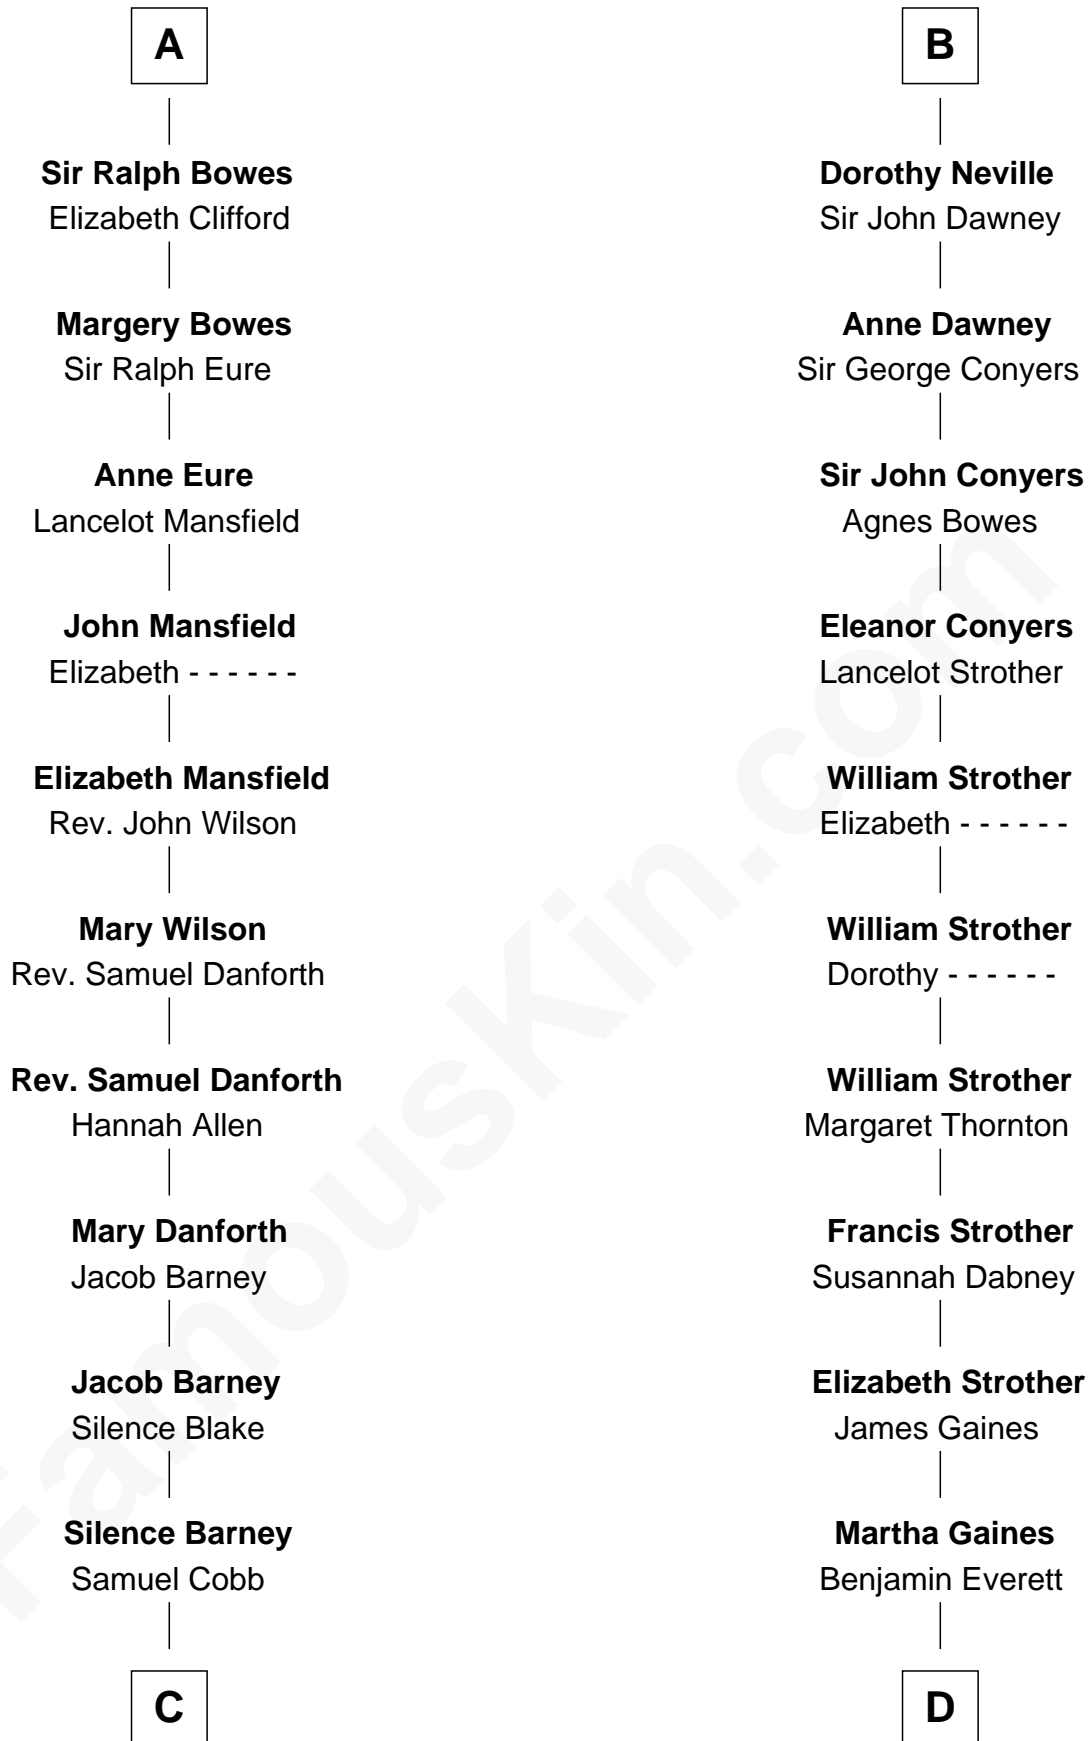 A
Sir Ralph Bowes
Elizabeth Clifford
Margery Bowes
Sir Ralph Eure
Anne Eure
Lancelot Mansfield
John Mansfield
Elizabeth - - - - - -
Elizabeth Mansfield
Rev. John Wilson
Mary Wilson
Rev. Samuel Danforth
Rev. Samuel Danforth
Hannah Allen
Mary Danforth
Jacob Barney
Jacob Barney
Silence Blake
Silence Barney
Samuel Cobb
C
B
Dorothy Neville
Sir John Dawney
Anne Dawney
Sir George Conyers
Sir John Conyers
Agnes Bowes
Eleanor Conyers
Lancelot Strother
William Strother
Elizabeth - - - - - -
William Strother
Dorothy - - - - - -
William Strother
Margaret Thornton
Francis Strother
Susannah Dabney
Elizabeth Strother
James Gaines
Martha Gaines
Benjamin Everett
D
FamousKin.com